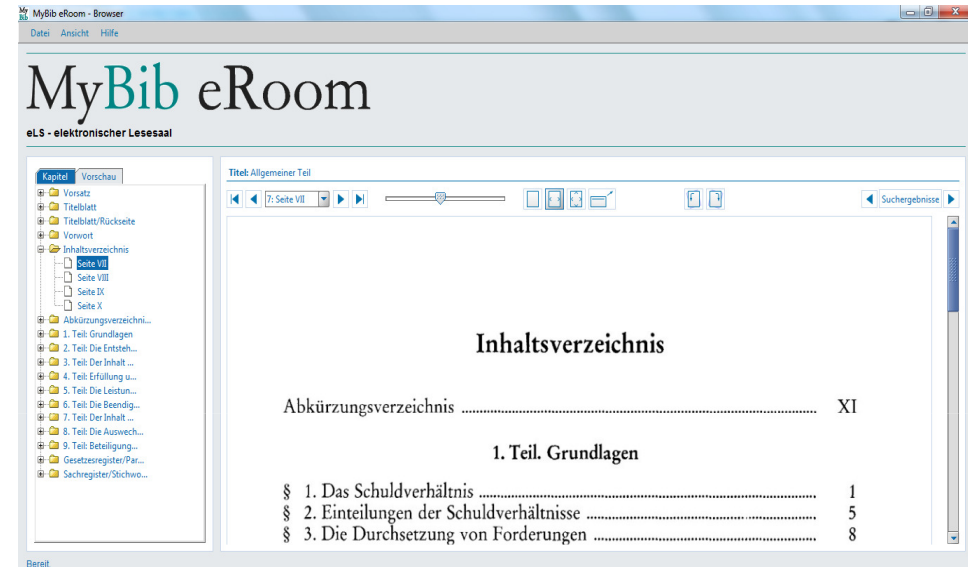 MyBib eRoom - Browser
Datei Ansicht Hilfe
MyBib eRoom
eLS - elektronischer Lesesaal
Kapitel Vorschau
Vorsatz
Titelblatt
Titelblatt/Rückseite
Vorwort
Inhaltsverzeichnis
Seite VII
Seite VIII
Seite IX
Seite X
Abkürzungsverzeichni...
1. Teil: Grundlagen
2. Teil: Die Entsteh...
3. Teil: Der Inhalt ...
4. Teil: Erfüllung u...
5. Teil: Die Leistun...
6. Teil: Die Beendig...
7. Teil: Der Inhalt ...
8. Teil: Die Auswech...
9. Teil: Beteiligung...
Gesetzesregister/Par...
Sachregister/Stichwo...
Titel: Allgemeiner Teil
7: Seite VII
Suchergebnisse
Inhaltsverzeichnis
Abkürzungsverzeichnis ........ XI
1. Teil. Grundlagen
§ 1. Das Schuldverhältnis ........ 1
§ 2. Einteilungen der Schuldverhältnisse ........ 5
§ 3. Die Durchsetzung von Forderungen ........ 8
Bereit